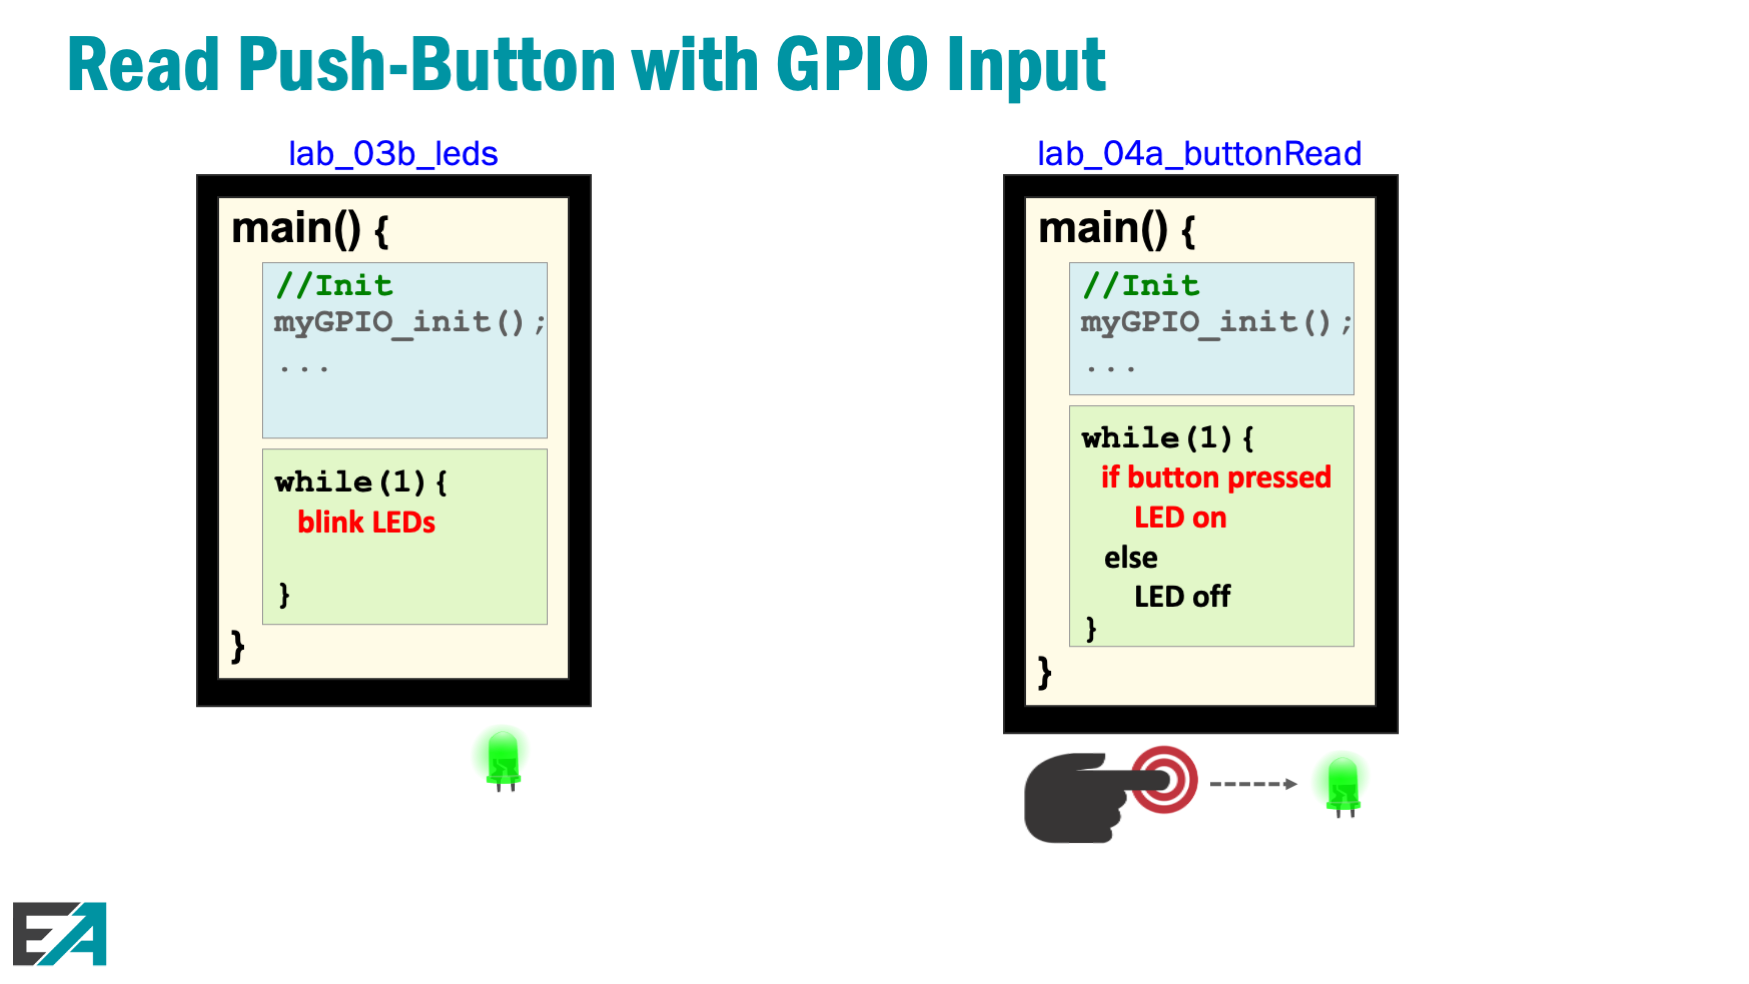 Read Push-Button with GPIO Input
lab_03b_leds
main() {
//Init
myGPIO_init();
...
while(1){
blink LEDs
}
}
lab_04a_buttonRead
main() {
//Init
myGPIO_init();
...
while(1){
if button pressed
LED on
else
LED off
}
}
EA